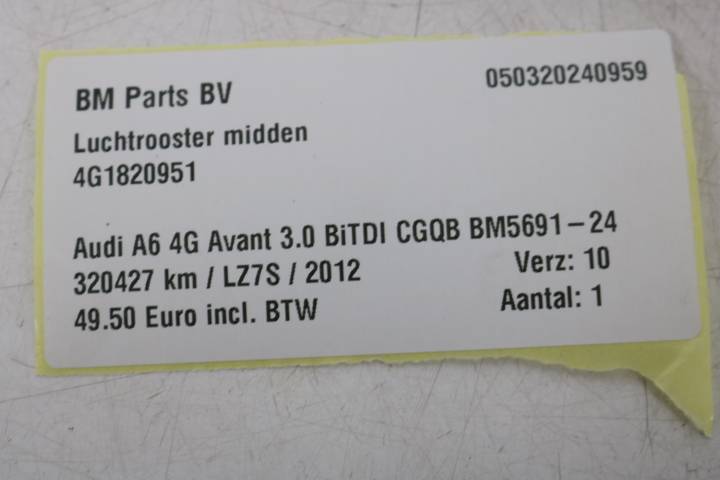 BM Parts BV 050320240959
Luchtrooster midden
4G1820951
Audi A6 4G Avant 3.0 BiTDI CGQB BM5691-24
320427 km / LZ7S / 2012 Verz: 10
49.50 Euro incl. BTW Aantal: 1